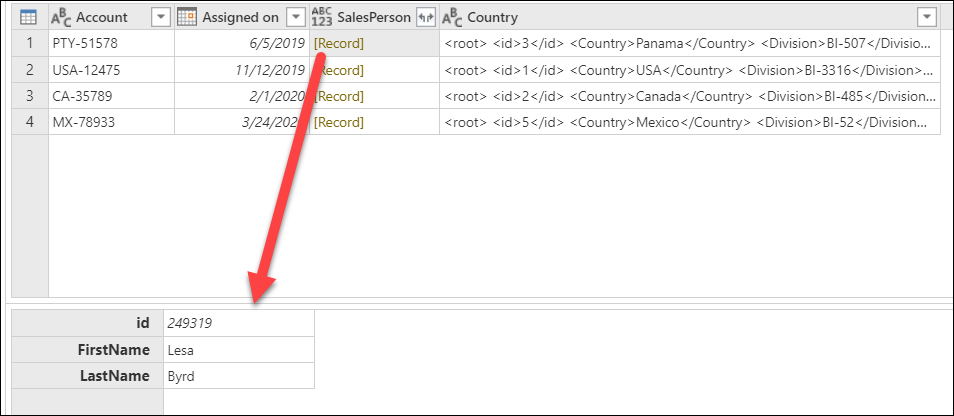 ABC Account Assigned on ABC 123 SalesPerson ABC Country
1 PTY-51578 6/5/2019 [Record] <root> <id>3</id> <Country>Panama</Country> <Division>BI-507</Divisio...
2 USA-12475 11/12/2019 [Record] <root> <id>1</id> <Country>USA</Country> <Division>BI-3316</Division>...
3 CA-35789 2/1/2020 [Record] <root> <id>2</id> <Country>Canada</Country> <Division>BI-485</Division...
4 MX-78933 3/24/202 [Record] <root> <id>5</id> <Country>Mexico</Country> <Division>BI-52</Division...
id 249319
FirstName Lesa
LastName Byrd